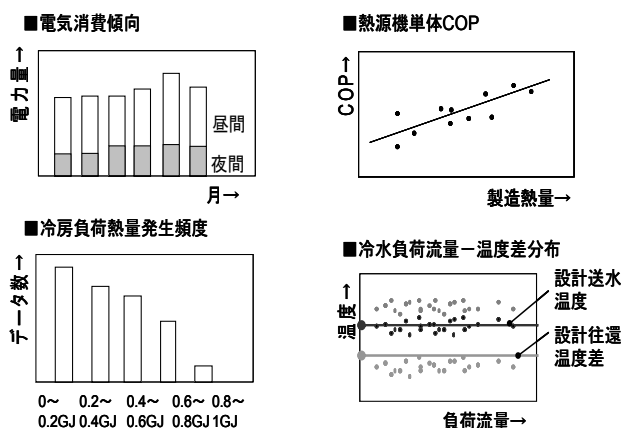 ■電気消費傾向
電力量→
昼間
夜間
月→
■熱源機単体COP
COP→
製造熱量→
■冷房負荷熱量発生頻度
データ数→
0～ 0.2～ 0.4～ 0.6～ 0.8～
0.2GJ 0.4GJ 0.6GJ 0.8GJ 1GJ
■冷水負荷流量－温度差分布
温度→
設計送水
温度
設計往還
温度差
負荷流量→